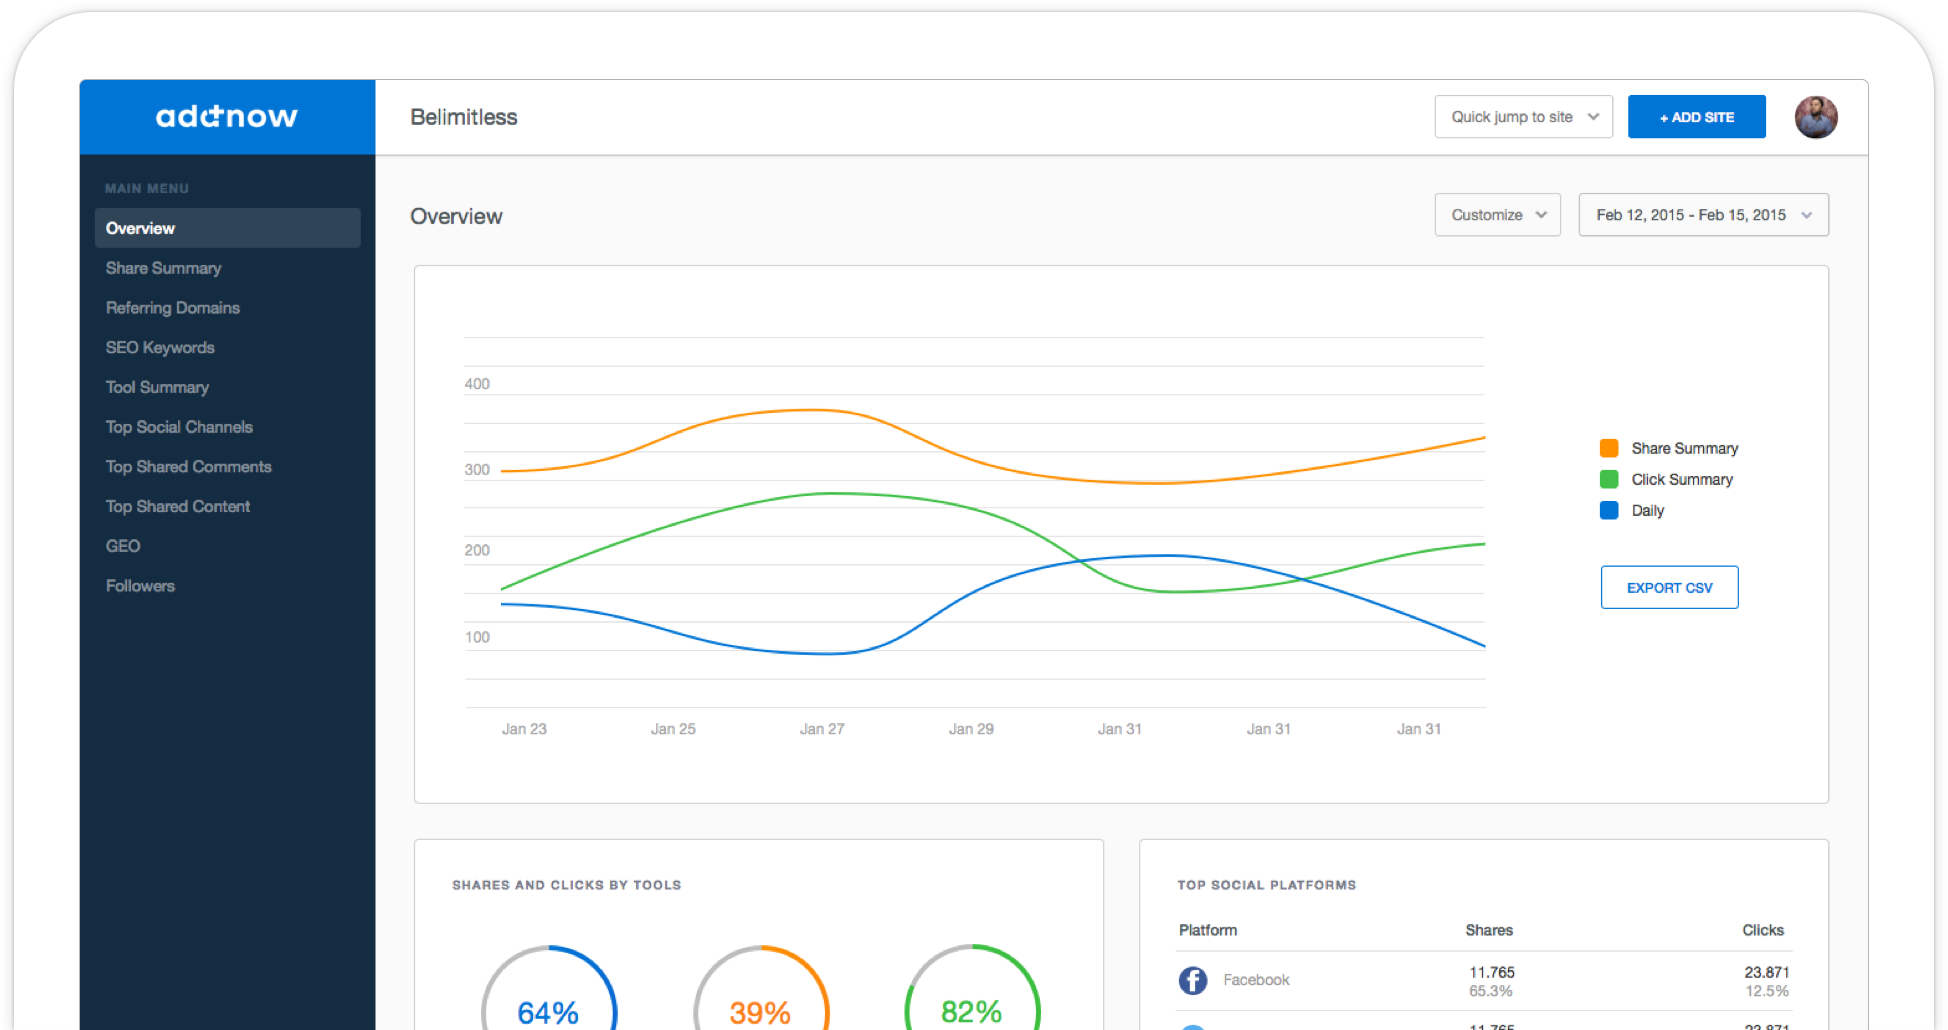 addnow
Belimitless
Quick jump to site
+ ADD SITE
MAIN MENU
Overview
Share Summary
Referring Domains
SEO Keywords
Tool Summary
Top Social Channels
Top Shared Comments
Top Shared Content
GEO
Followers
Overview
Customize
Feb 12, 2015 - Feb 15, 2015
400
300
200
100
Jan 23 Jan 25 Jan 27 Jan 29 Jan 31 Jan 31 Jan 31
Share Summary
Click Summary
Daily
EXPORT CSV
SHARES AND CLICKS BY TOOLS
64% 39% 82%
TOP SOCIAL PLATFORMS
Platform Shares Clicks
Facebook 11.765 23.871
65.3% 12.5%
11.765 23.871